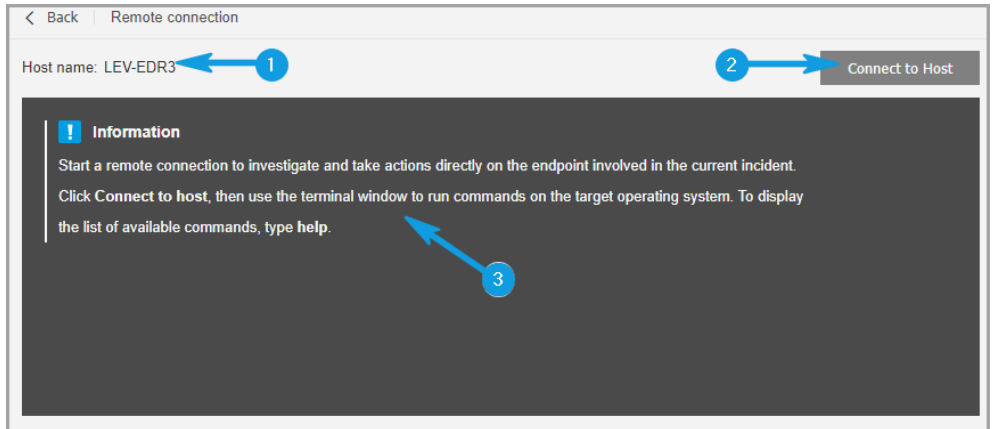 Back Remote connection
Host name: LEV-EDR3 1 2 Connect to Host
! Information
Start a remote connection to investigate and take actions directly on the endpoint involved in the current incident.
Click Connect to host, then use the terminal window to run commands on the target operating system. To display
the list of available commands, type help.
3